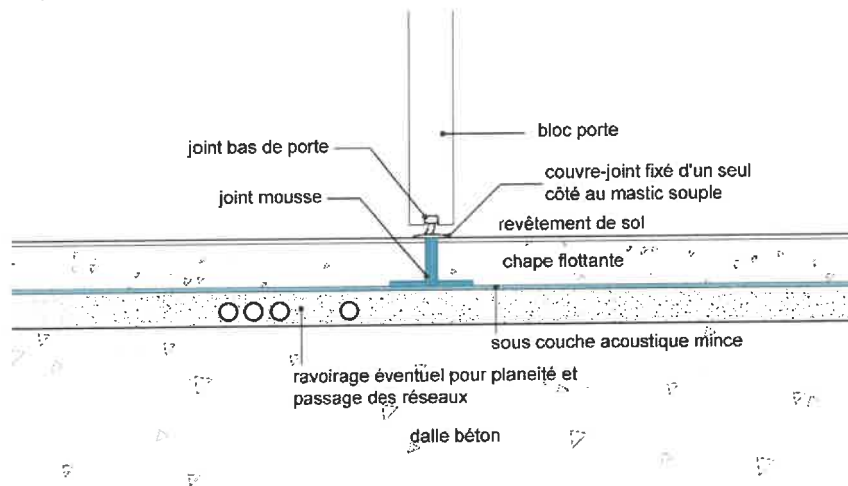 bloc porte
joint bas de porte
couvre-joint fixé d'un seul
côté au mastic souple
joint mousse
revêtement de sol
chape flottante
sous couche acoustique mince
ravoirage éventuel pour planeité et
passage des réseaux
dalle béton